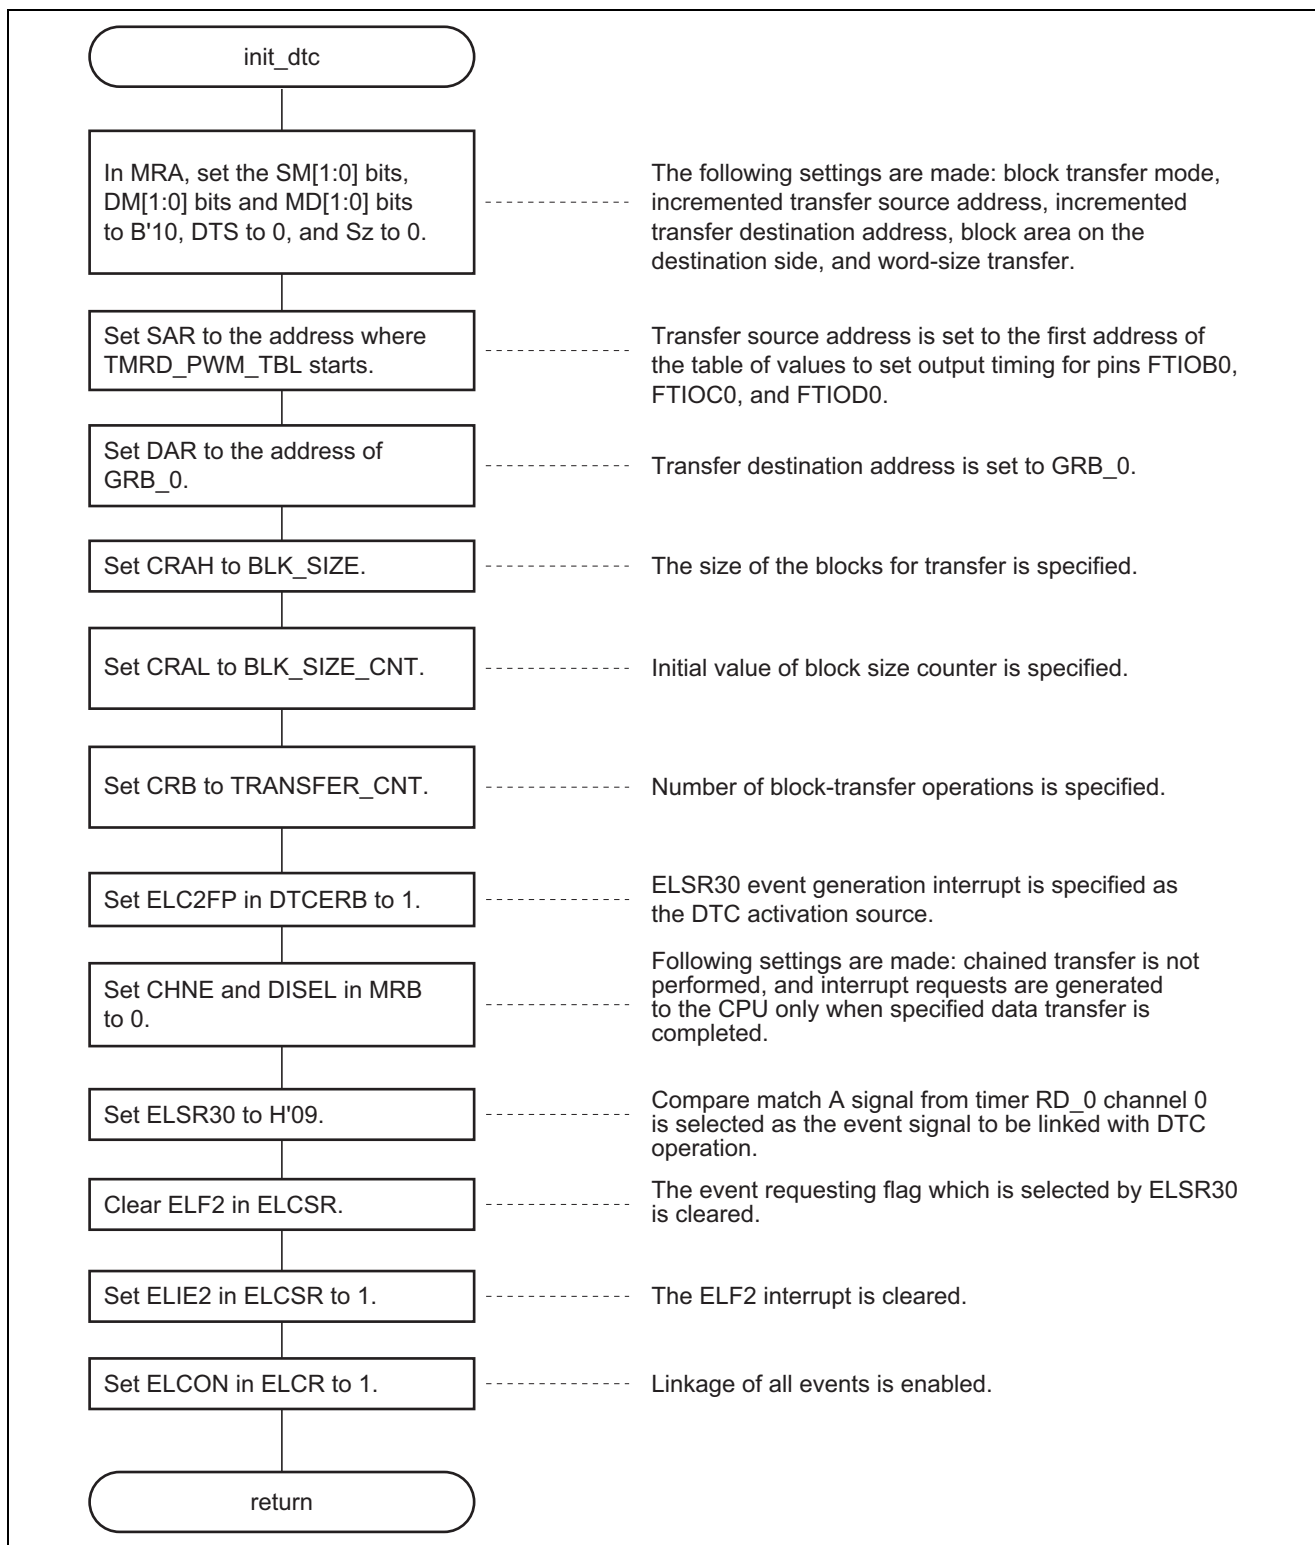 init_dtc
In MRA, set the SM[1:0] bits,
DM[1:0] bits and MD[1:0] bits
to B'10, DTS to 0, and Sz to 0.
The following settings are made: block transfer mode,
incremented transfer source address, incremented
transfer destination address, block area on the
destination side, and word-size transfer.
Set SAR to the address where
TMRD_PWM_TBL starts.
Transfer source address is set to the first address of
the table of values to set output timing for pins FTIOB0,
FTIOC0, and FTIOD0.
Set DAR to the address of
GRB_0.
Transfer destination address is set to GRB_0.
Set CRAH to BLK_SIZE.
The size of the blocks for transfer is specified.
Set CRAL to BLK_SIZE_CNT.
Initial value of block size counter is specified.
Set CRB to TRANSFER_CNT.
Number of block-transfer operations is specified.
Set ELC2FP in DTCERB to 1.
ELSR30 event generation interrupt is specified as
the DTC activation source.
Set CHNE and DISEL in MRB
to 0.
Following settings are made: chained transfer is not
performed, and interrupt requests are generated
to the CPU only when specified data transfer is
completed.
Set ELSR30 to H'09.
Compare match A signal from timer RD_0 channel 0
is selected as the event signal to be linked with DTC
operation.
Clear ELF2 in ELCSR.
The event requesting flag which is selected by ELSR30
is cleared.
Set ELIE2 in ELCSR to 1.
The ELF2 interrupt is cleared.
Set ELCON in ELCR to 1.
Linkage of all events is enabled.
return